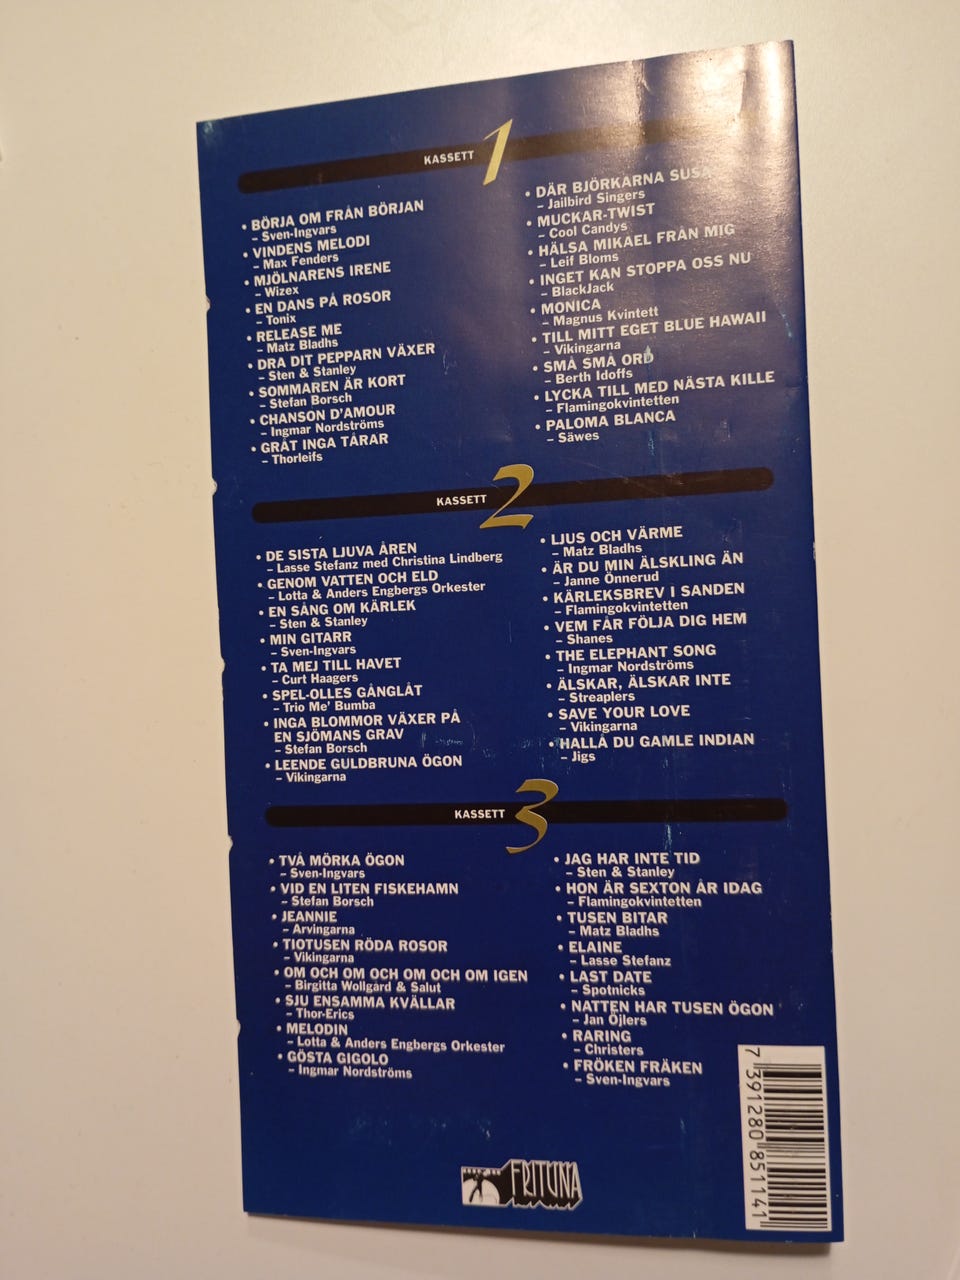 KASSETT 1
• BÖRJA OM FRÅN BÖRJAN
– Sven-Ingvars
• VINDENS MELODI
– Max Fenders
• MJÖLNARENS IRENE
– Wizex
• EN DANS PÅ ROSOR
– Tonix
• RELEASE ME
– Matz Bladhs
• DRA DIT PEPPARN VÄXER
– Sten & Stanley
• SOMMAREN ÄR KORT
– Stefan Borsch
• CHANSON D'AMOUR
– Ingmar Nordströms
• GRÅT INGA TÅRAR
– Thorleifs
• DÄR BJÖRKARNA SUSA
– Jailbird Singers
• MUCKAR-TWIST
– Cool Candys
• HÄLSA MIKAEL FRÅN MIG
– Leif Bloms
• INGET KAN STOPPA OSS NU
– BlackJack
• MONICA
– Magnus Kvintett
• TILL MITT EGET BLUE HAWAII
– Vikingarna
• SMÅ SMÅ ORD
– Berth Idoffs
• LYCKA TILL MED NÄSTA KILLE
– Flamingokvintetten
• PALOMA BLANCA
– Säwes
KASSETT 2
• DE SISTA LJUVA ÅREN
– Lasse Stefanz med Christina Lindberg
• GENOM VATTEN OCH ELD
– Lotta & Anders Engbergs Orkester
• EN SÅNG OM KÄRLEK
– Sten & Stanley
• MIN GITARR
– Sven-Ingvars
• TA MEJ TILL HAVET
– Curt Haagers
• SPEL-OLLES GÅNGLÅT
– Trio Me' Bumba
• INGA BLOMMOR VÄXER PÅ
EN SJÖMANS GRAV
– Stefan Borsch
• LEENDE GULDBRUNA ÖGON
– Vikingarna
• LJUS OCH VÄRME
– Matz Bladhs
• ÄR DU MIN ÄLSKLING ÄN
– Janne Önnerud
• KÄRLEKSBREV I SANDEN
– Flamingokvintetten
• VEM FÅR FÖLJA DIG HEM
– Shanes
• THE ELEPHANT SONG
– Ingmar Nordströms
• ÄLSKAR, ÄLSKAR INTE
– Streaplers
• SAVE YOUR LOVE
– Vikingarna
• HALLÅ DU GAMLE INDIAN
– Jigs
KASSETT 3
• TVÅ MÖRKA ÖGON
– Sven-Ingvars
• VID EN LITEN FISKEHAMN
– Stefan Borsch
• JEANNIE
– Arvingarna
• TIOTUSEN RÖDA ROSOR
– Vikingarna
• OM OCH OM OCH OM OCH OM IGEN
– Birgitta Wollgård & Salut
• SJU ENSAMMA KVÄLLAR
– Thor-Erics
• MELODIN
– Lotta & Anders Engbergs Orkester
• GÖSTA GIGOLO
– Ingmar Nordströms
• JAG HAR INTE TID
– Sten & Stanley
• HON ÄR SEXTON ÅR IDAG
– Flamingokvintetten
• TUSEN BITAR
– Matz Bladhs
• ELAINE
– Lasse Stefanz
• LAST DATE
– Spotnicks
• NATTEN HAR TUSEN ÖGON
– Jan Öjlers
• RARING
– Christers
• FRÖKEN FRÄKEN
– Sven-Ingvars
FRITUNA
7 391280 851141